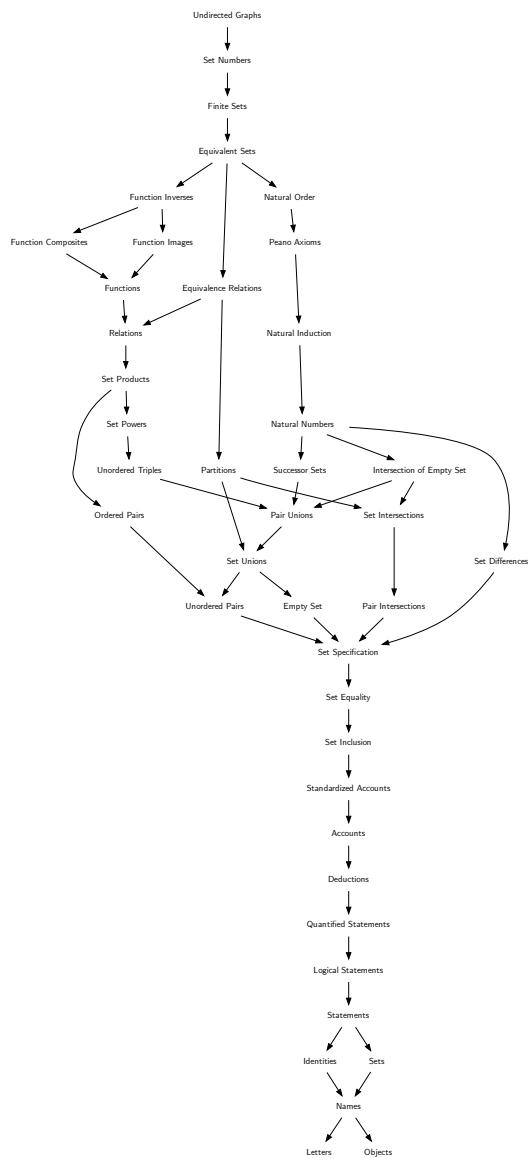 Undirected Graphs
Set Numbers
Finite Sets
Equivalent Sets
Function Inverses
Natural Order
Function Composites
Function Images
Peano Axioms
Functions
Equivalence Relations
Relations
Natural Induction
Set Products
Set Powers
Natural Numbers
Unordered Triples
Partitions
Successor Sets
Intersection of Empty Set
Ordered Pairs
Pair Unions
Set Intersections
Set Unions
Set Differences
Unordered Pairs
Empty Set
Pair Intersections
Set Specification
Set Equality
Set Inclusion
Standardized Accounts
Accounts
Deductions
Quantified Statements
Logical Statements
Statements
Identities
Sets
Names
Letters
Objects